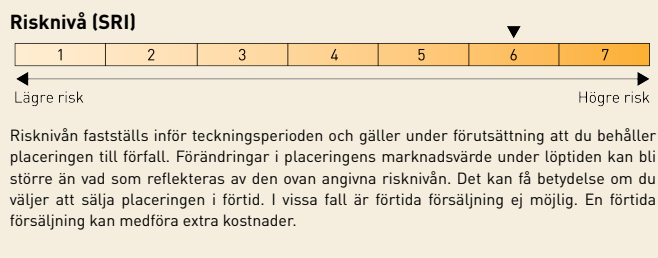 Risknivå (SRI)
1 2 3 4 5 6 7
Lägre risk Högre risk
Risknivån fastställs inför teckningsperioden och gäller under förutsättning att du behåller
placeringen till förfall. Förändringar i placeringens marknadsvärde under löptiden kan bli
större än vad som reflekteras av den ovan angivna risknivån. Det kan få betydelse om du
väljer att sälja placeringen i förtid. I vissa fall är förtida försäljning ej möjlig. En förtida
försäljning kan medföra extra kostnader.